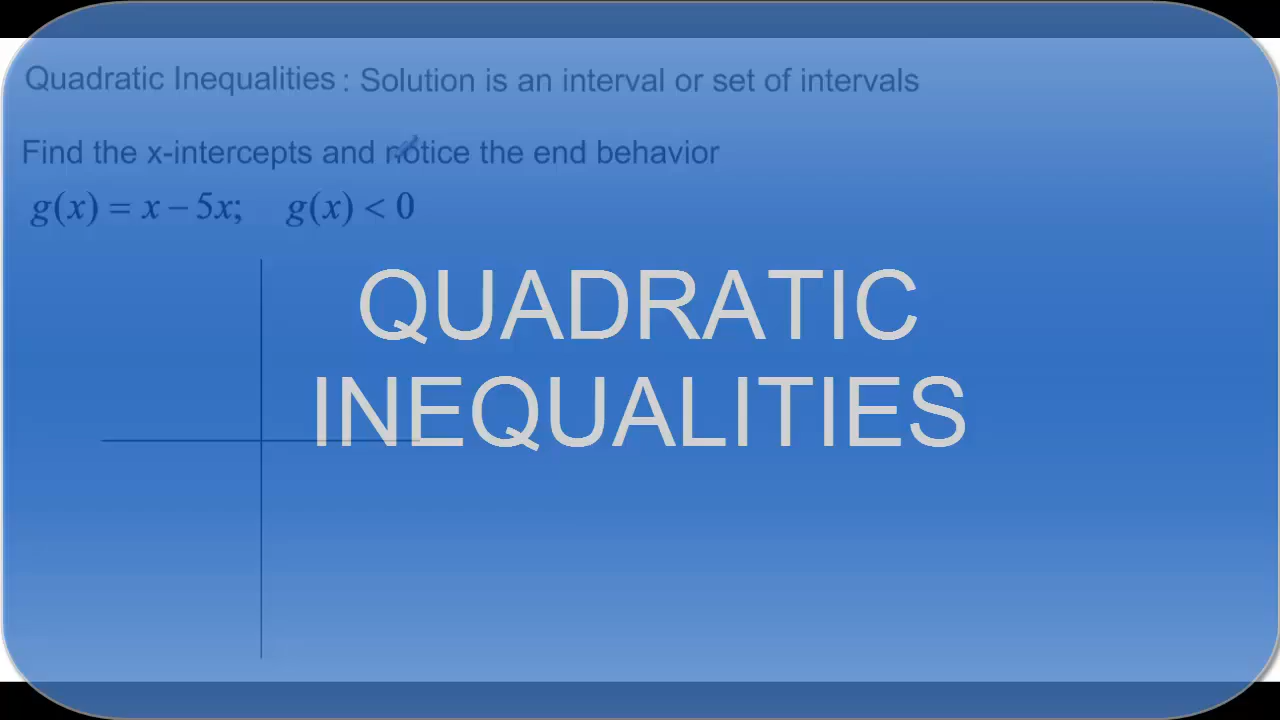 Quadratic Inequalities : Solution is an interval or set of intervals
Find the x-intercepts and notice the end behavior
g(x) = x − 5x;    g(x) < 0
QUADRATIC
INEQUALITIES